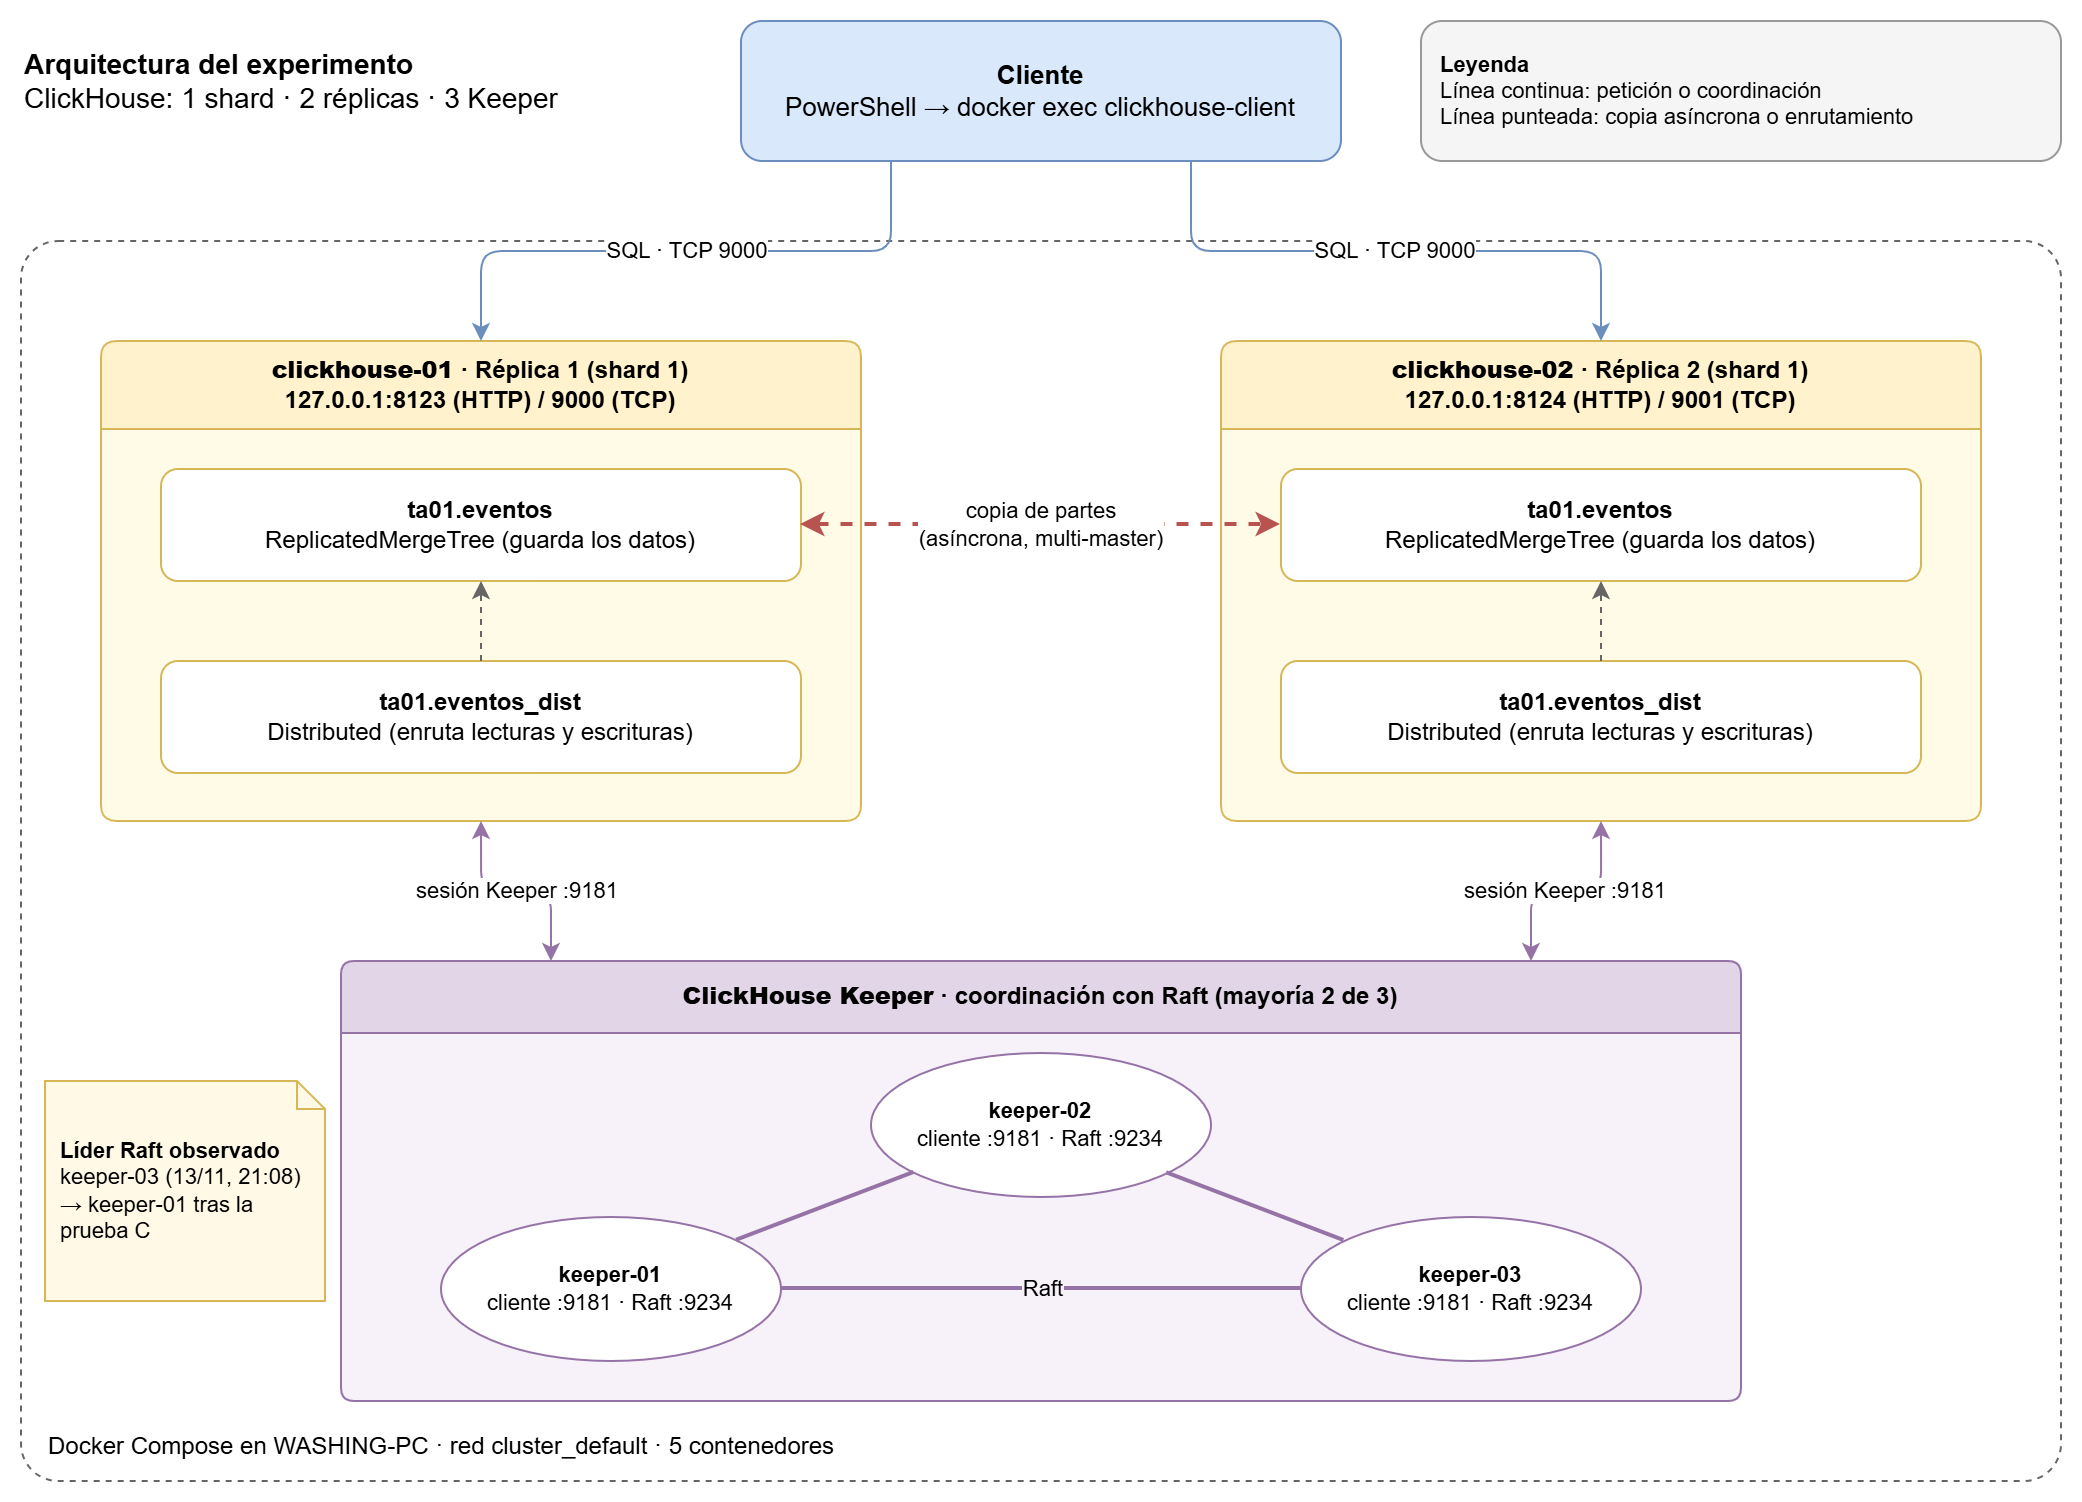 Arquitectura del experimento
ClickHouse: 1 shard · 2 réplicas · 3 Keeper
Cliente
PowerShell → docker exec clickhouse-client
Leyenda
Línea continua: petición o coordinación
Línea punteada: copia asíncrona o enrutamiento
SQL · TCP 9000
SQL · TCP 9000
clickhouse-01 · Réplica 1 (shard 1)
127.0.0.1:8123 (HTTP) / 9000 (TCP)
clickhouse-02 · Réplica 2 (shard 1)
127.0.0.1:8124 (HTTP) / 9001 (TCP)
ta01.eventos
ReplicatedMergeTree (guarda los datos)
copia de partes
(asíncrona, multi-master)
ta01.eventos
ReplicatedMergeTree (guarda los datos)
ta01.eventos_dist
Distributed (enruta lecturas y escrituras)
ta01.eventos_dist
Distributed (enruta lecturas y escrituras)
sesión Keeper :9181
sesión Keeper :9181
ClickHouse Keeper · coordinación con Raft (mayoría 2 de 3)
keeper-02
cliente :9181 · Raft :9234
Líder Raft observado
keeper-03 (13/11, 21:08)
→ keeper-01 tras la
prueba C
keeper-01
cliente :9181 · Raft :9234
Raft
keeper-03
cliente :9181 · Raft :9234
Docker Compose en WASHING-PC · red cluster_default · 5 contenedores